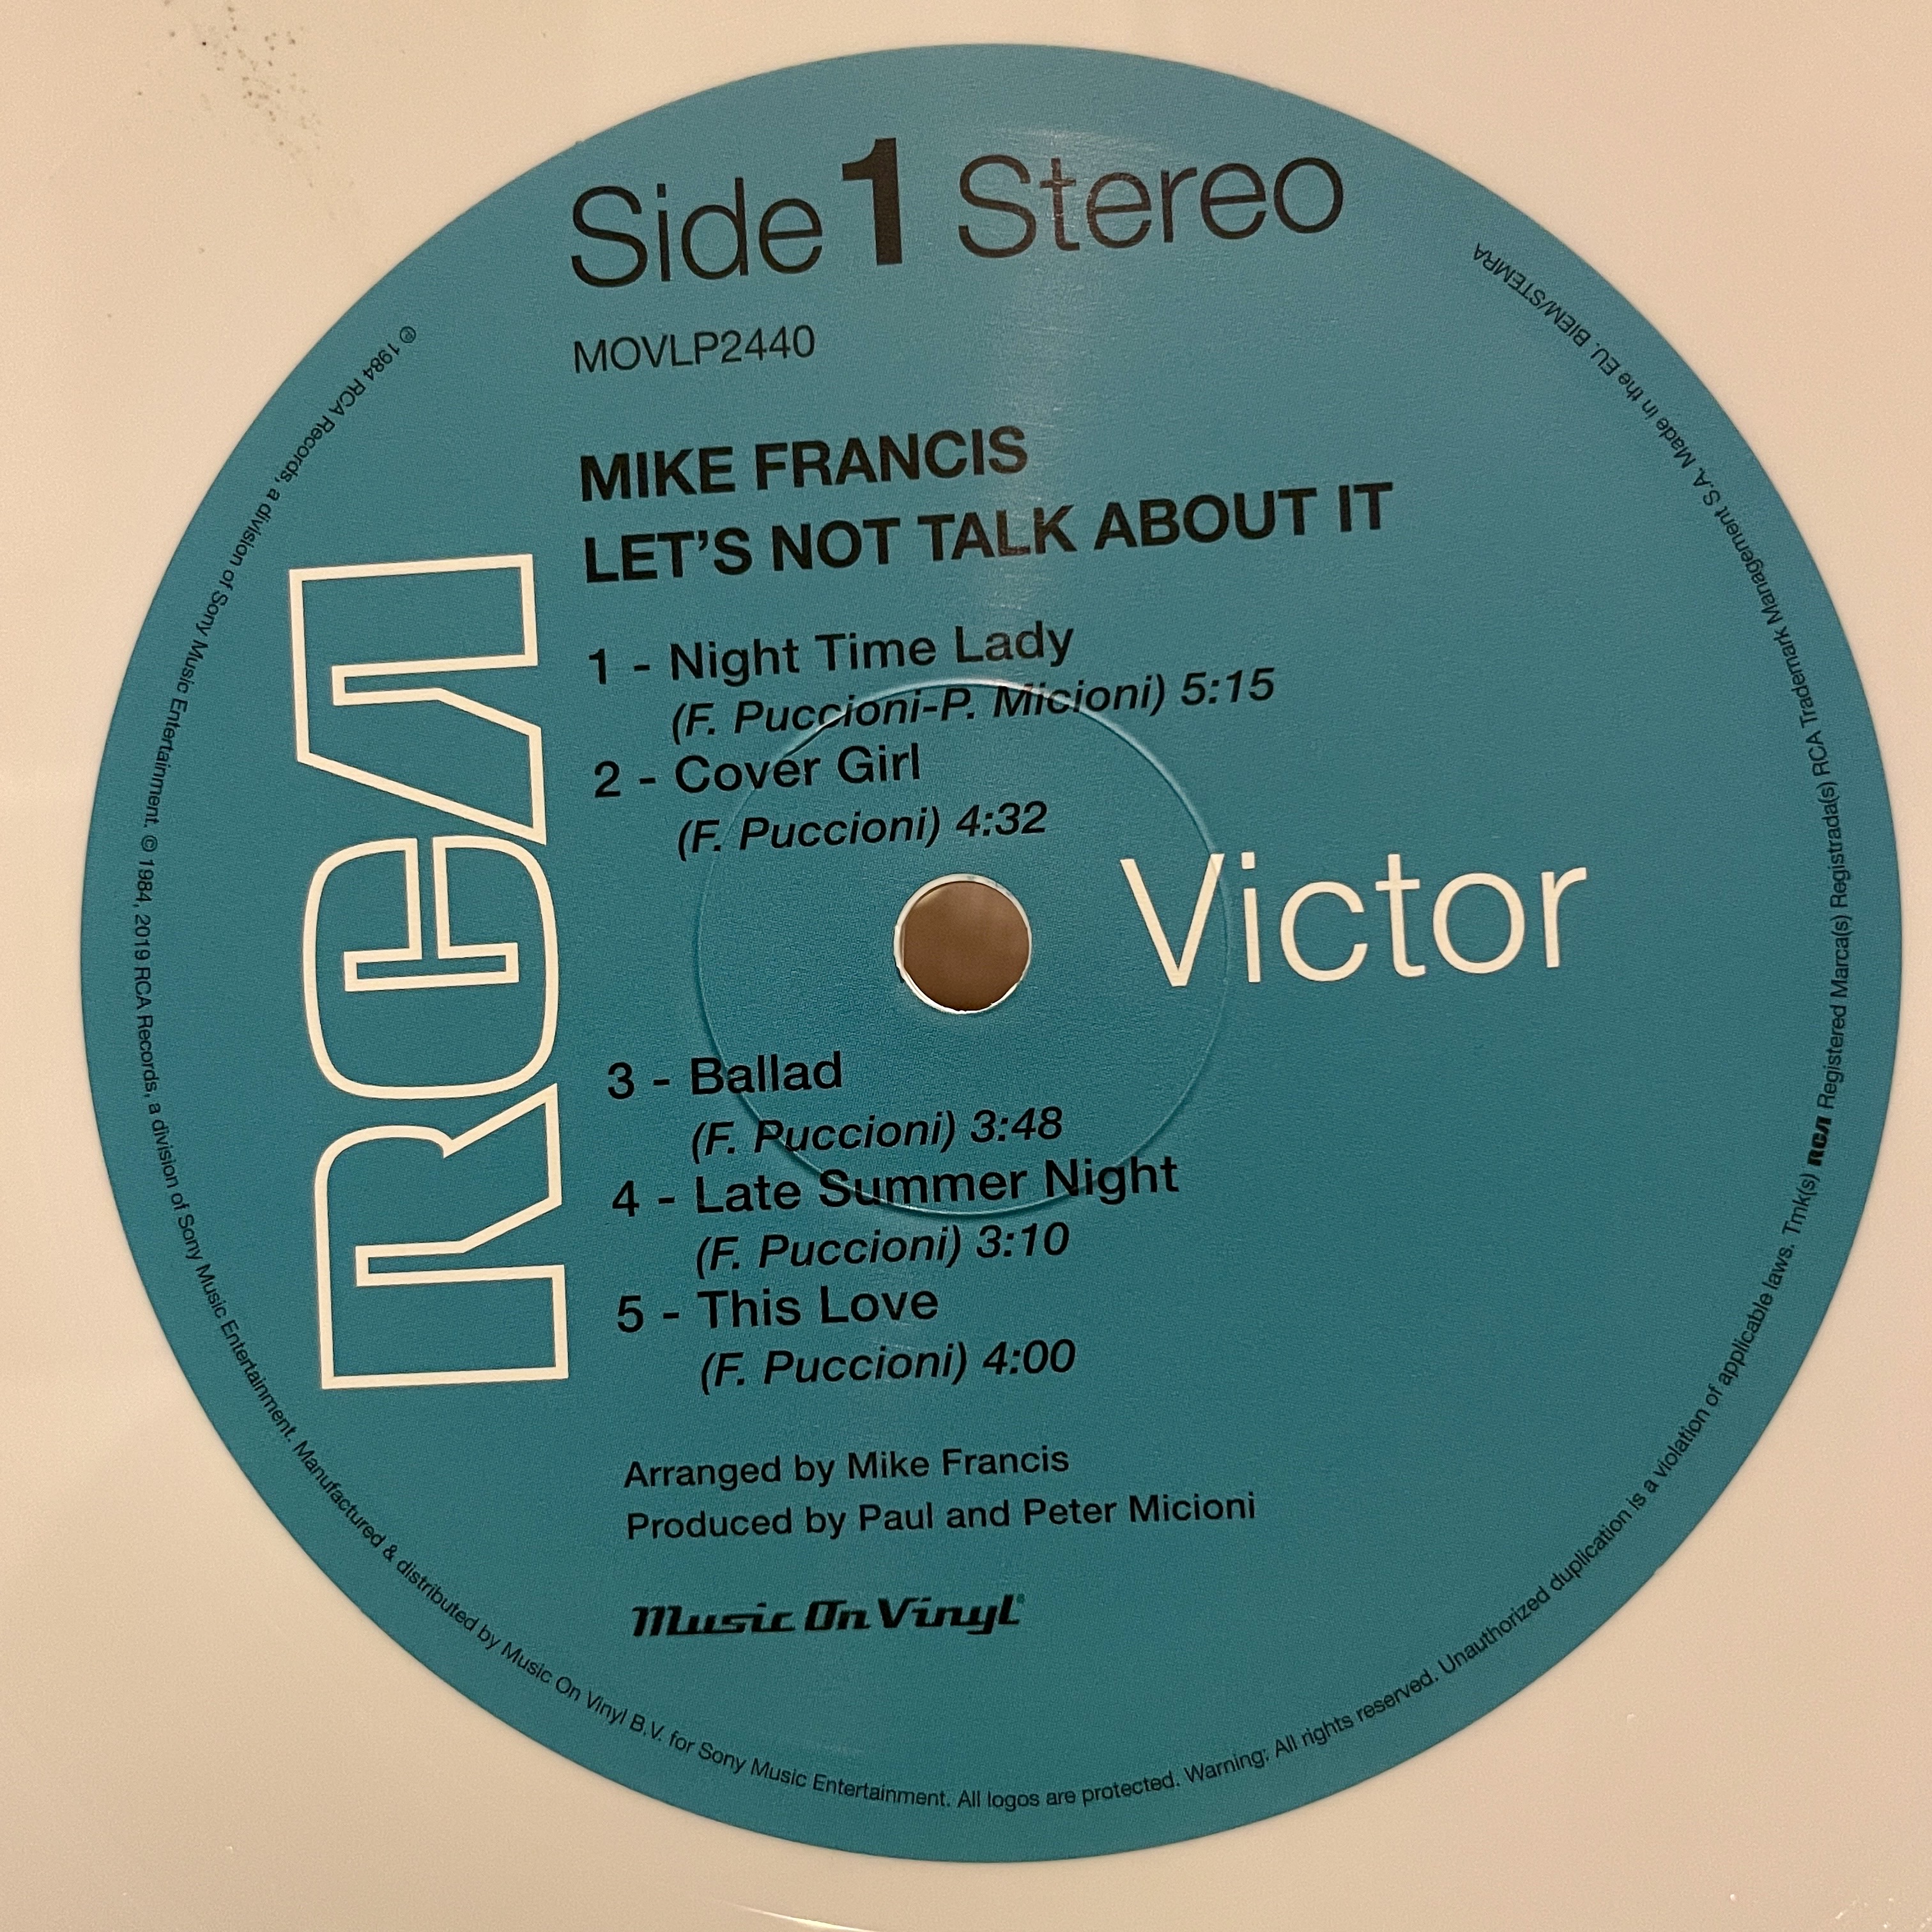 Side 1 Stereo
MOVLP2440
MIKE FRANCIS
LET'S NOT TALK ABOUT IT
1 - Night Time Lady
(F. Puccioni-P. Micioni) 5:15
2 - Cover Girl
(F. Puccioni) 4:32
RCA
Victor
3 - Ballad
(F. Puccioni) 3:48
4 - Late Summer Night
(F. Puccioni) 3:10
5 - This Love
(F. Puccioni) 4:00
Arranged by Mike Francis
Produced by Paul and Peter Micioni
Music On Vinyl®
℗ 1984 RCA Records, a division of Sony Music Entertainment. © 1984, 2019 RCA Records, a division of Sony Music Entertainment. Manufactured & distributed by Music On Vinyl B.V. for Sony Music Entertainment. All logos are protected. Warning: All rights reserved. Unauthorized duplication is a violation of applicable laws. Tmk(s) RCA Registered Marca(s) Registrada(s) RCA Trademark Management S.A. Made in the EU. BIEM/STEMRA